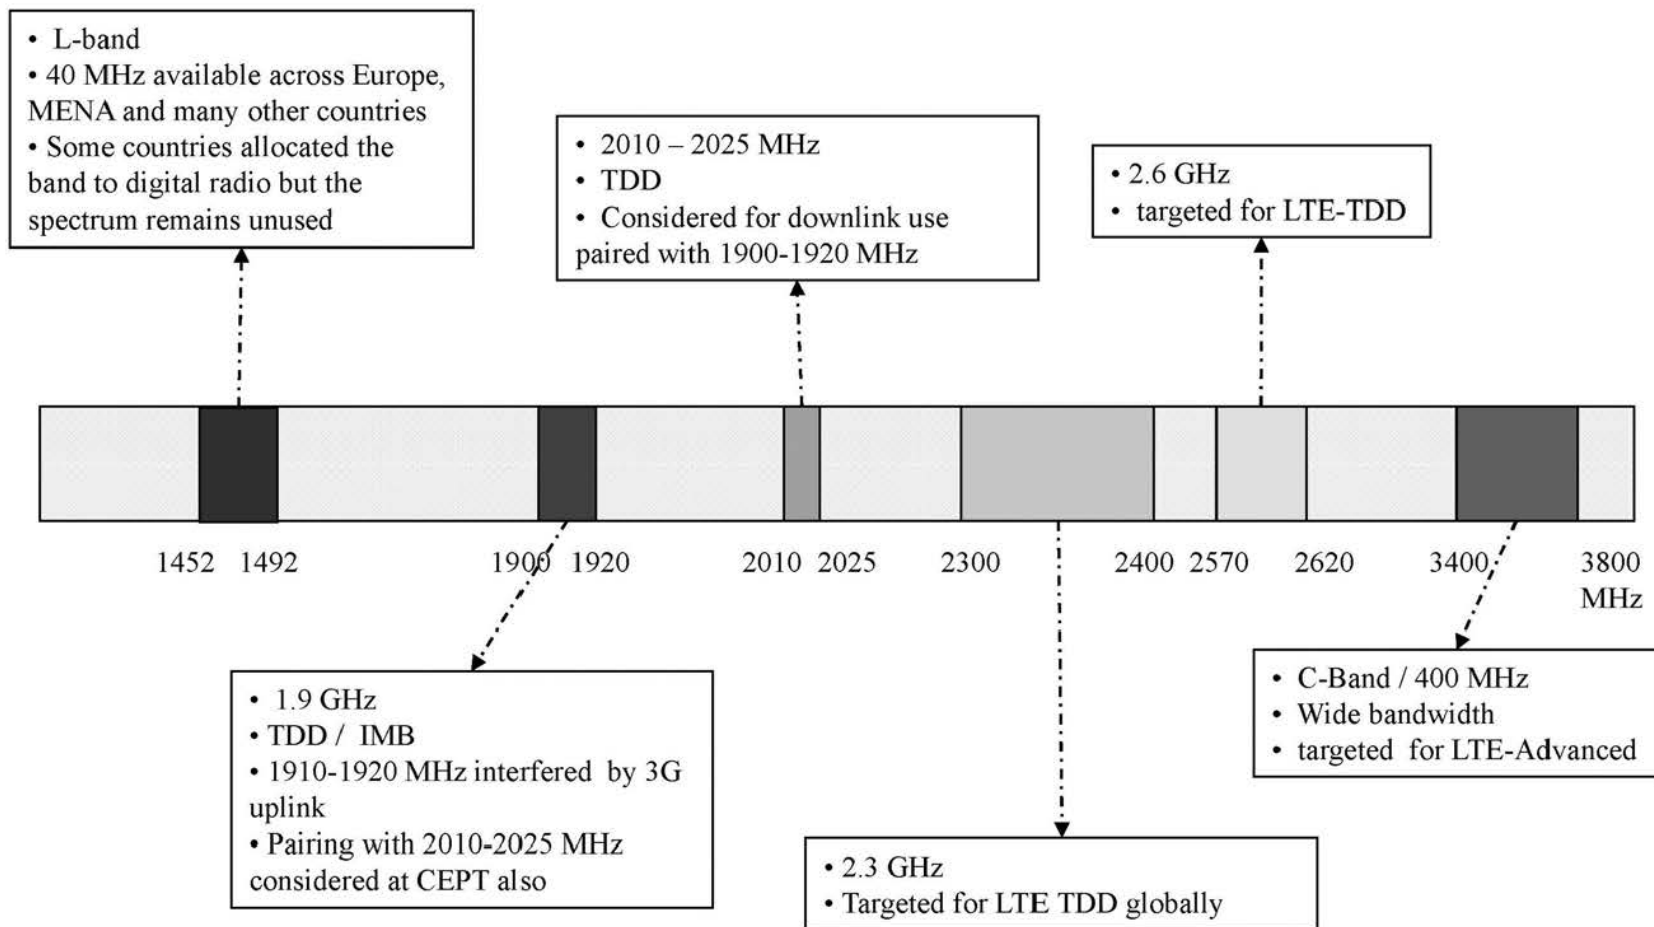 • L-band
• 40 MHz available across Europe,
MENA and many other countries
• Some countries allocated the
band to digital radio but the
spectrum remains unused
• 2010 – 2025 MHz
• TDD
• Considered for downlink use
paired with 1900-1920 MHz
• 2.6 GHz
• targeted for LTE-TDD
1452 1492 1900 1920 2010 2025 2300 2400 2570 2620 3400 3800
MHz
• 1.9 GHz
• TDD / IMB
• 1910-1920 MHz interfered by 3G
uplink
• Pairing with 2010-2025 MHz
considered at CEPT also
• 2.3 GHz
• Targeted for LTE TDD globally
• C-Band / 400 MHz
• Wide bandwidth
• targeted for LTE-Advanced